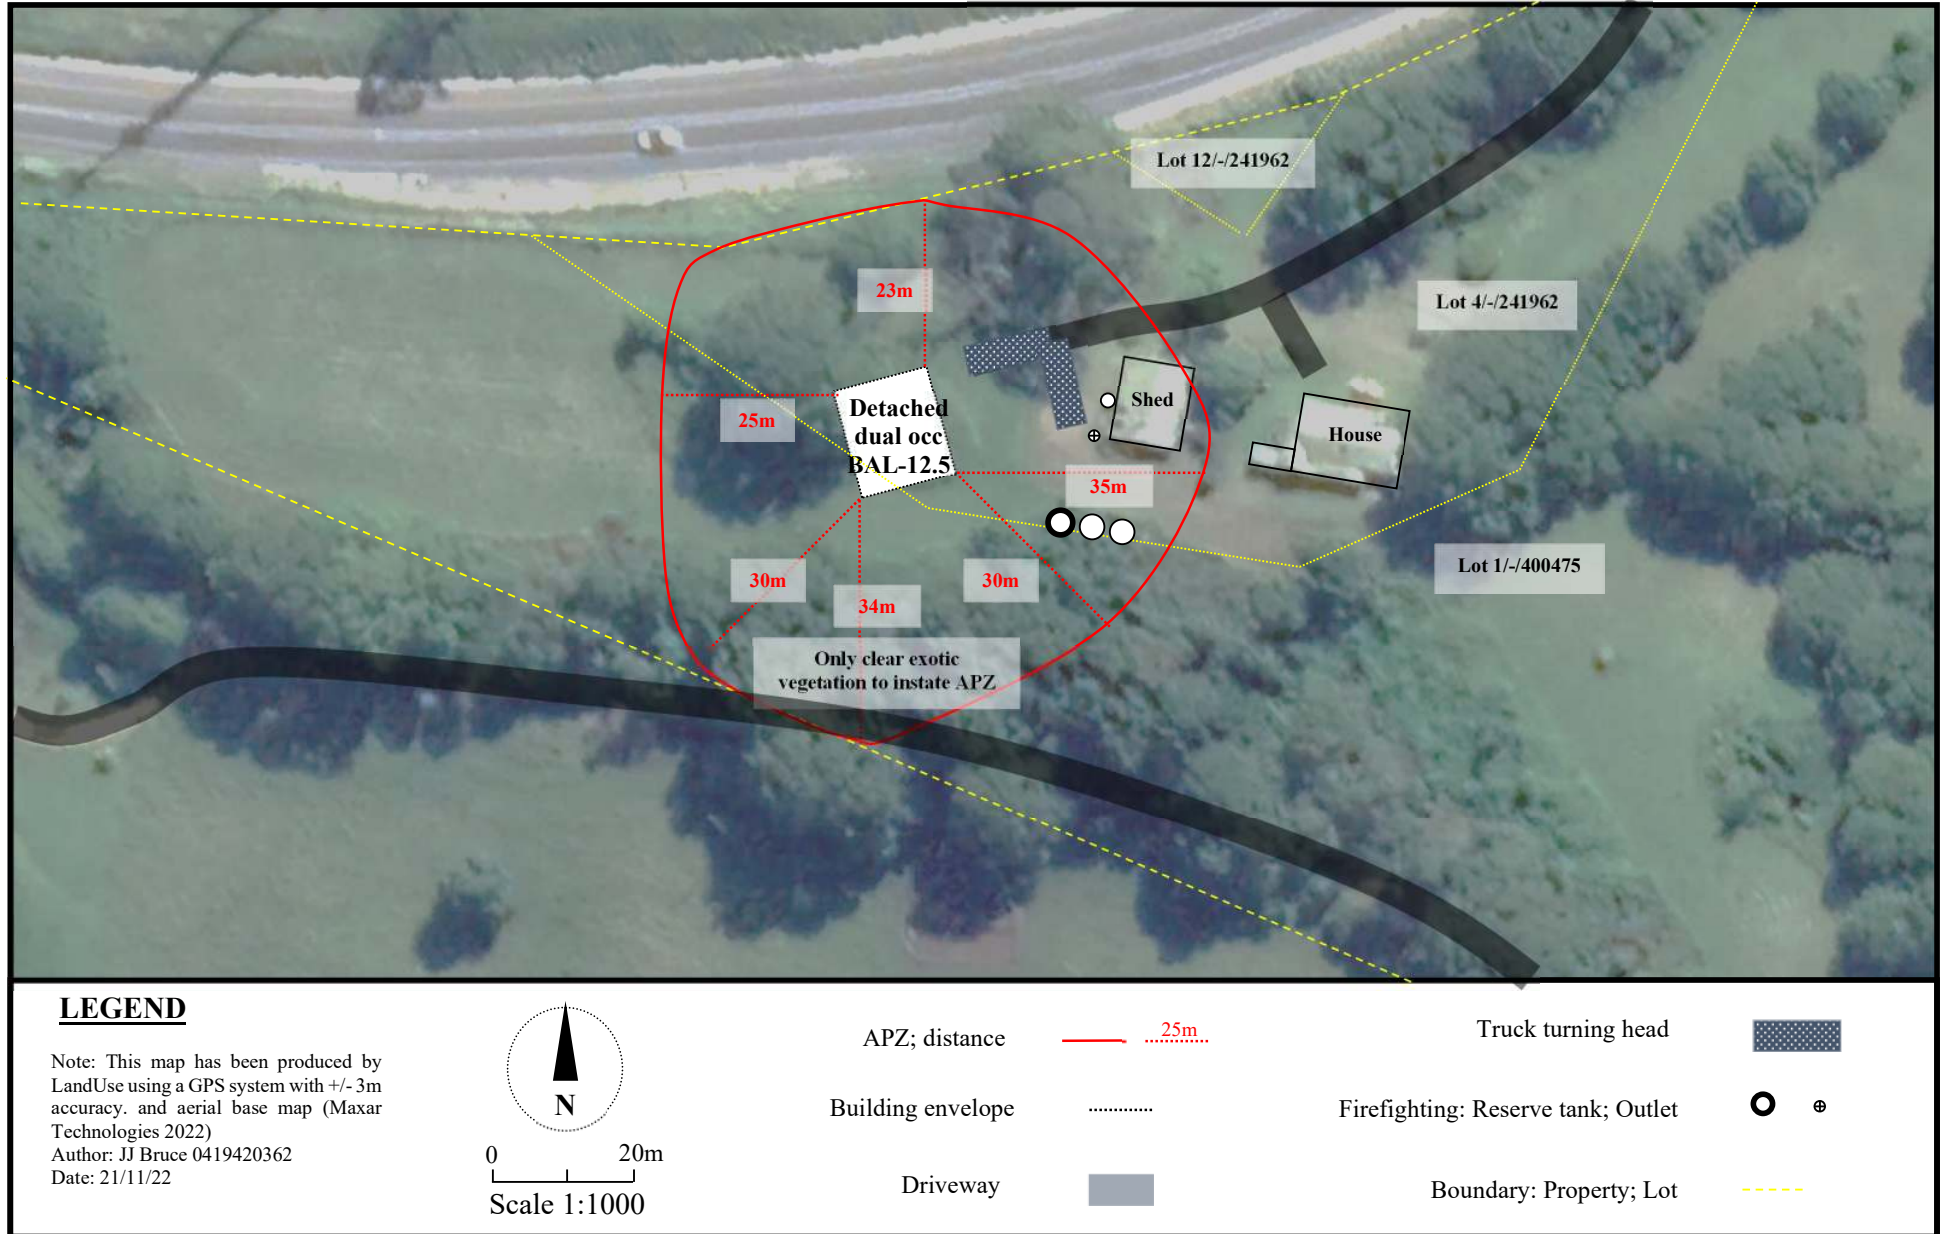 Lot 12/-/241962
23m
Lot 4/-/241962
Detached
dual occ
BAL-12.5
25m
Shed
House
35m
30m
34m
30m
Lot 1/-/400475
Only clear exotic
vegetation to instate APZ
LEGEND
Note: This map has been produced by
LandUse using a GPS system with +/- 3m
accuracy. and aerial base map (Maxar
Technologies 2022)
Author: JJ Bruce 0419420362
Date: 21/11/22
N
0 20m
Scale 1:1000
APZ; distance
25m
Building envelope
Driveway
Truck turning head
Firefighting: Reserve tank; Outlet
Boundary: Property; Lot